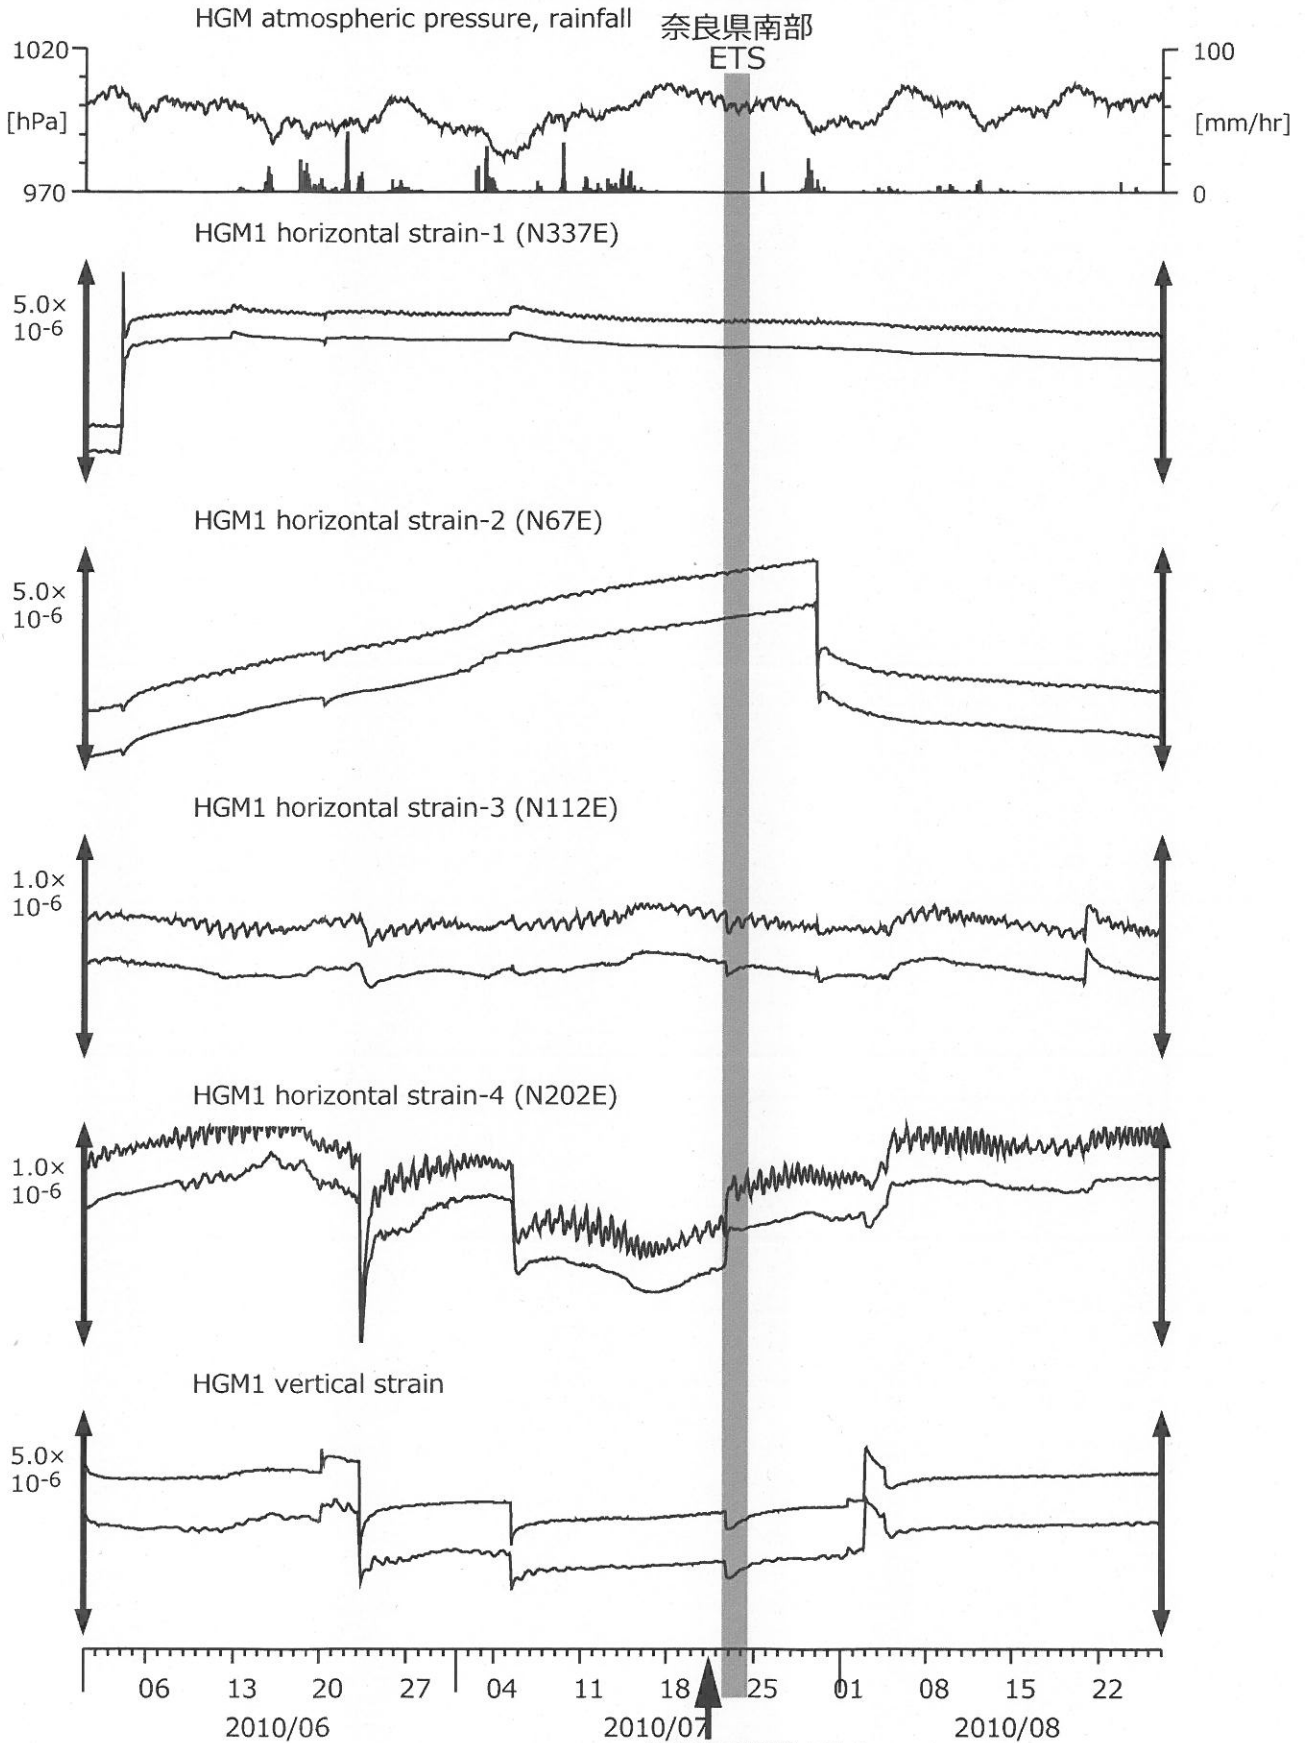 HGM atmospheric pressure, rainfall
奈良県南部
ETS
1020
100
[hPa]
[mm/hr]
970
0
HGM1 horizontal strain-1 (N337E)
5.0×
10-6
HGM1 horizontal strain-2 (N67E)
5.0×
10-6
HGM1 horizontal strain-3 (N112E)
1.0×
10-6
HGM1 horizontal strain-4 (N202E)
1.0×
10-6
HGM1 vertical strain
5.0×
10-6
06 13 20 27 04 11 18 25 01 08 15 22
2010/06 2010/07 2010/08